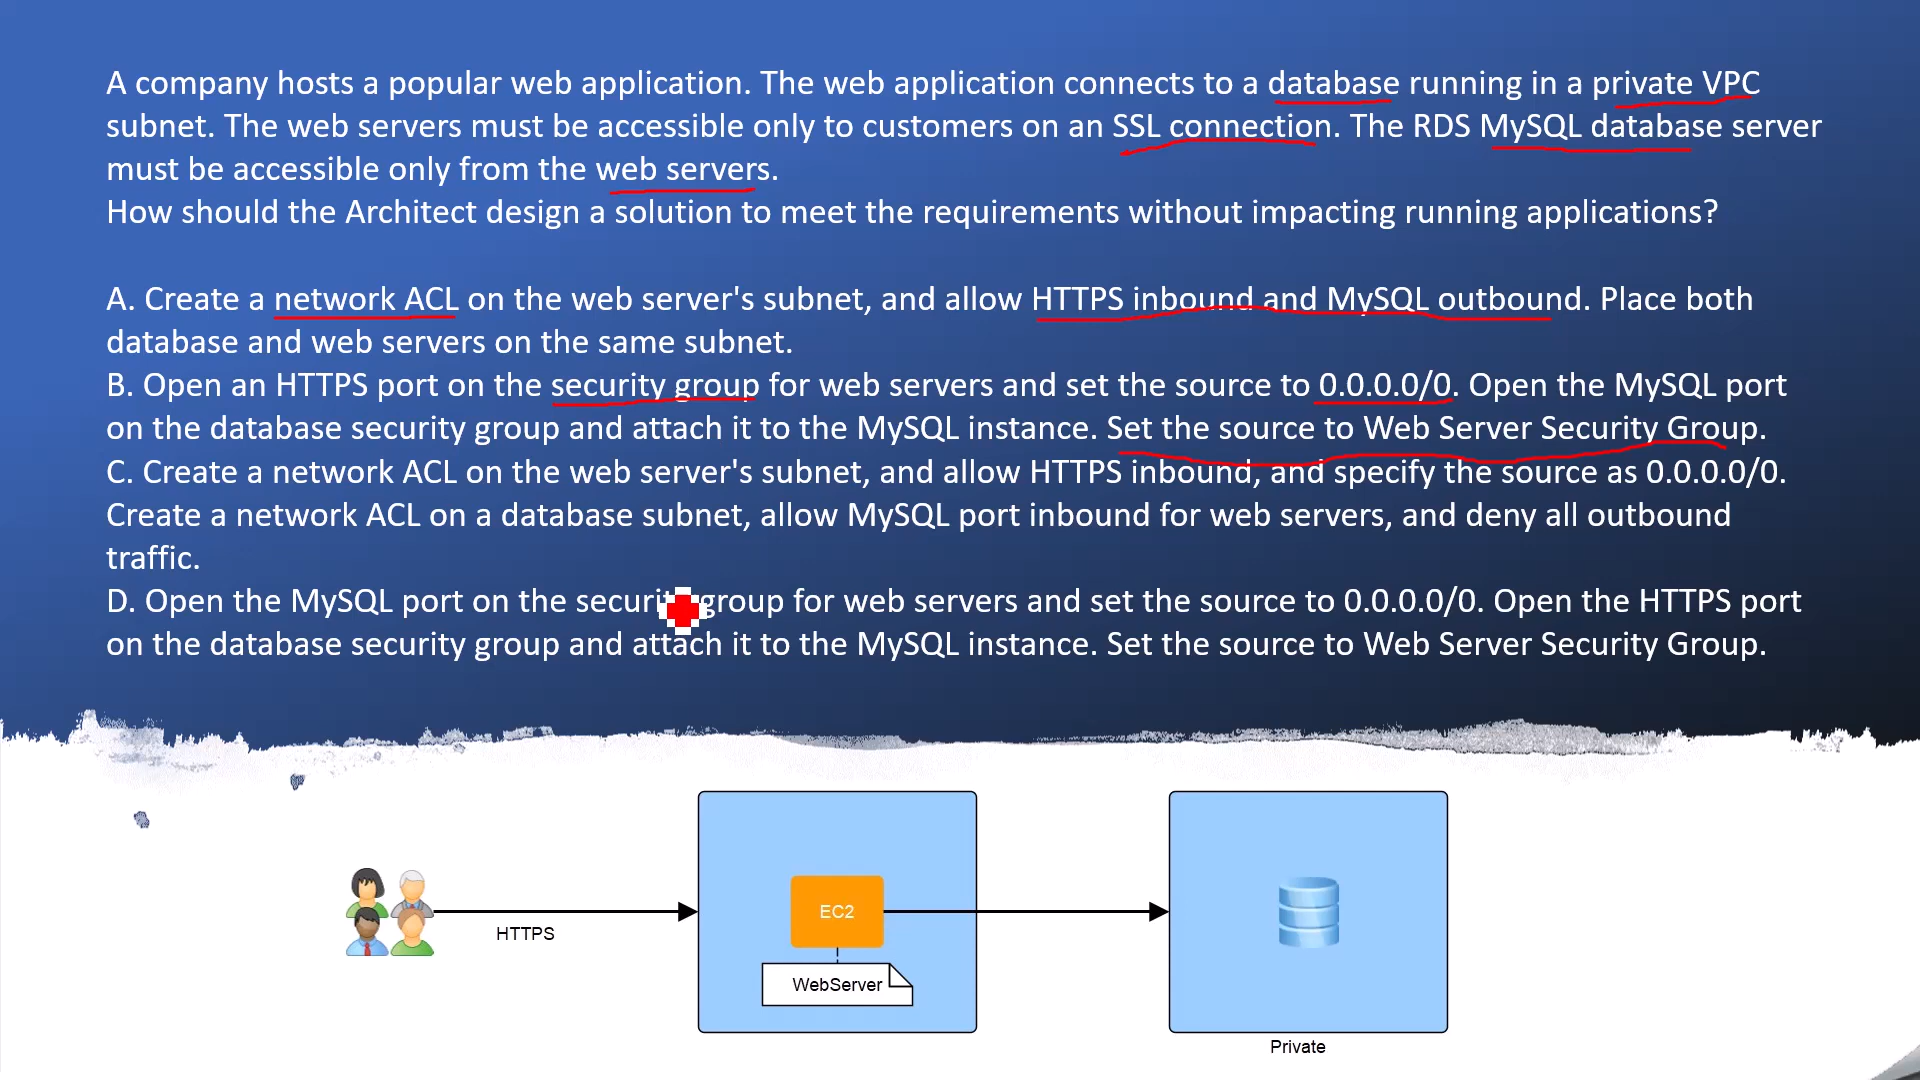 A company hosts a popular web application. The web application connects to a database running in a private VPC
subnet. The web servers must be accessible only to customers on an SSL connection. The RDS MySQL database server
must be accessible only from the web servers.
How should the Architect design a solution to meet the requirements without impacting running applications?
A. Create a network ACL on the web server's subnet, and allow HTTPS inbound and MySQL outbound. Place both
database and web servers on the same subnet.
B. Open an HTTPS port on the security group for web servers and set the source to 0.0.0.0/0. Open the MySQL port
on the database security group and attach it to the MySQL instance. Set the source to Web Server Security Group.
C. Create a network ACL on the web server's subnet, and allow HTTPS inbound, and specify the source as 0.0.0.0/0.
Create a network ACL on a database subnet, allow MySQL port inbound for web servers, and deny all outbound
traffic.
D. Open the MySQL port on the security group for web servers and set the source to 0.0.0.0/0. Open the HTTPS port
on the database security group and attach it to the MySQL instance. Set the source to Web Server Security Group.
EC2
HTTPS
WebServer
Private